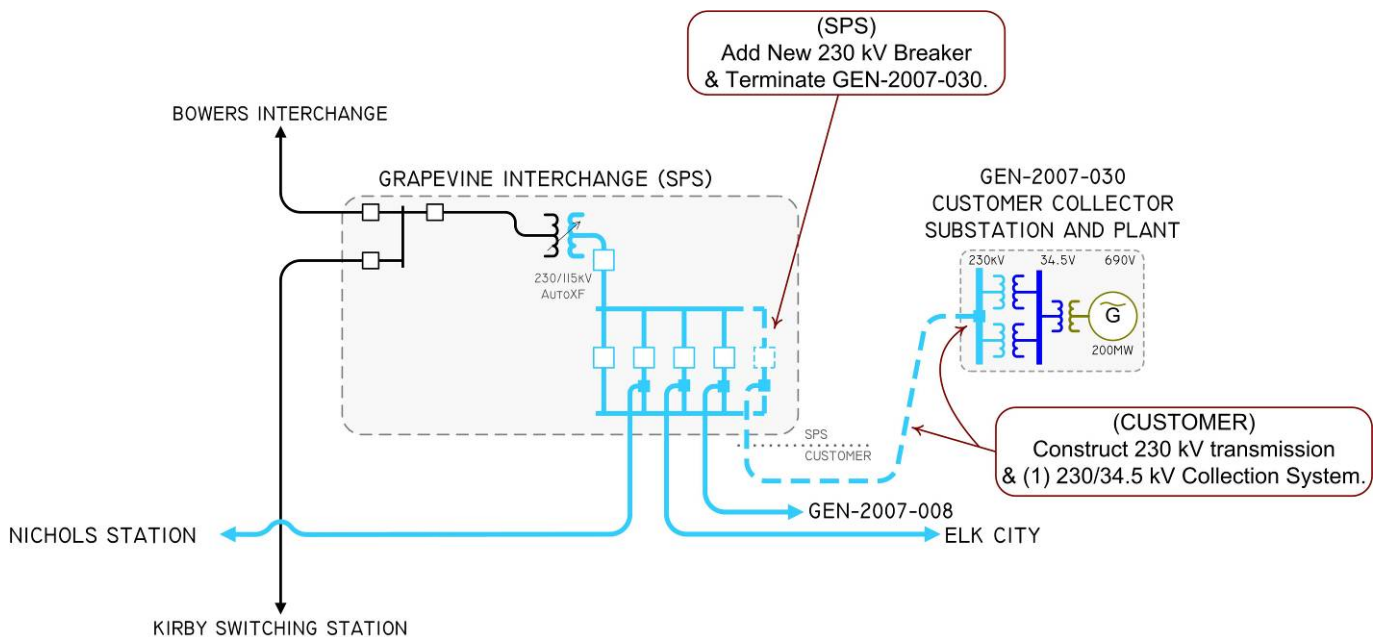 (SPS)
Add New 230 kV Breaker
& Terminate GEN-2007-030.
BOWERS INTERCHANGE
GRAPEVINE INTERCHANGE (SPS)
GEN-2007-030
CUSTOMER COLLECTOR
SUBSTATION AND PLANT
230kV 34.5V 690V
230/115kV
AUTOXF
G
200MW
(CUSTOMER)
Construct 230 kV transmission
& (1) 230/34.5 kV Collection System.
SPS
CUSTOMER
GEN-2007-008
NICHOLS STATION
ELK CITY
KIRBY SWITCHING STATION